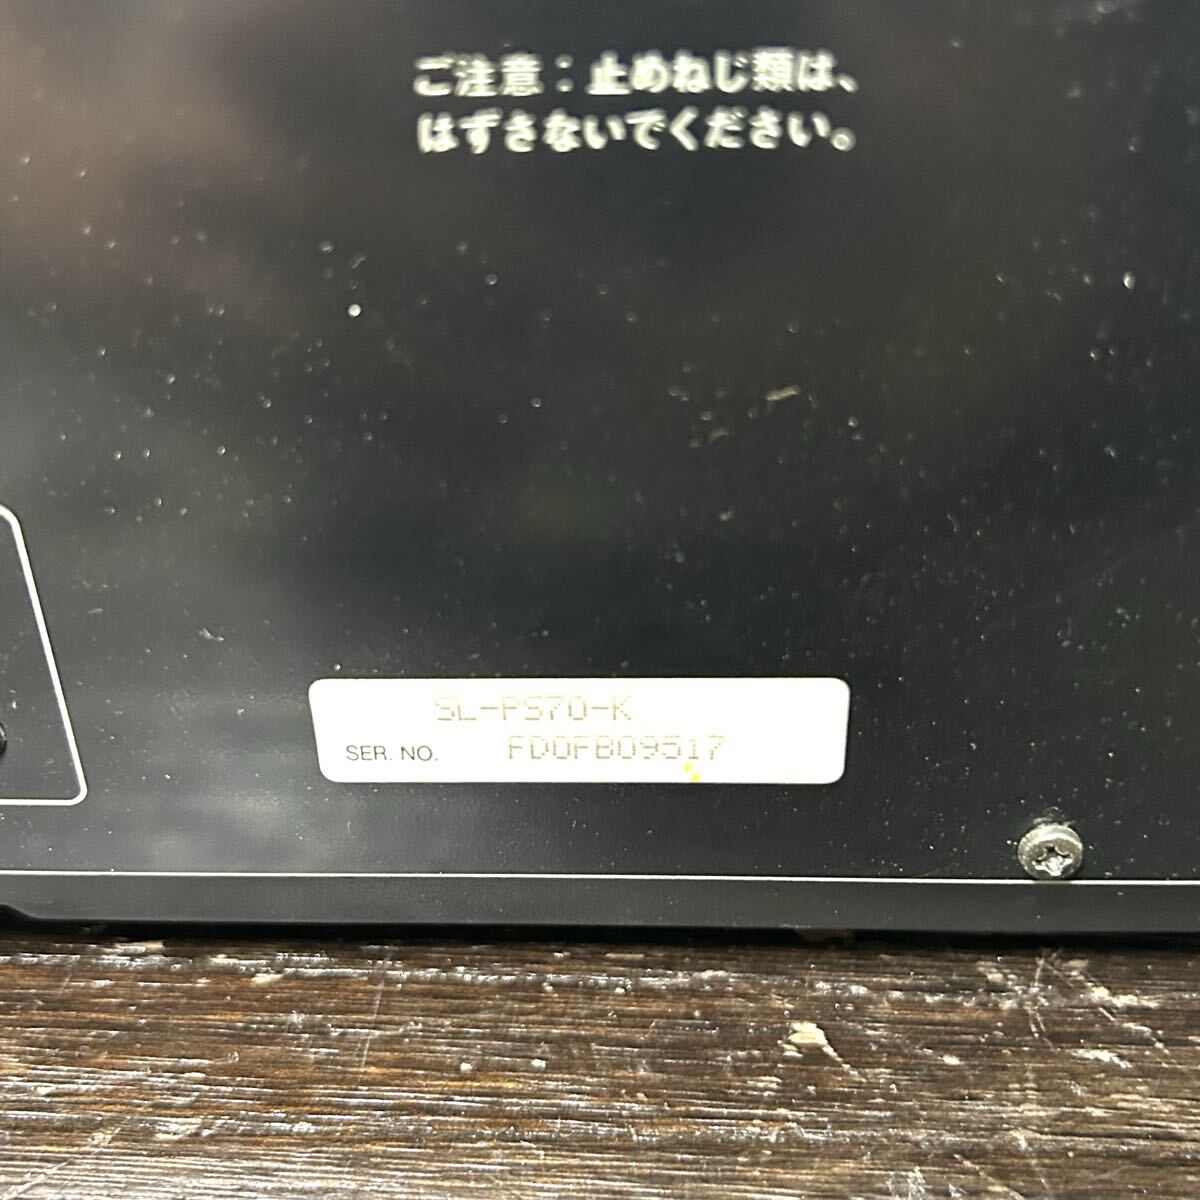 ご注意：止めねじ類は、
はずさないでください。
SL-PS70-K
SER. NO. FD0FB09517